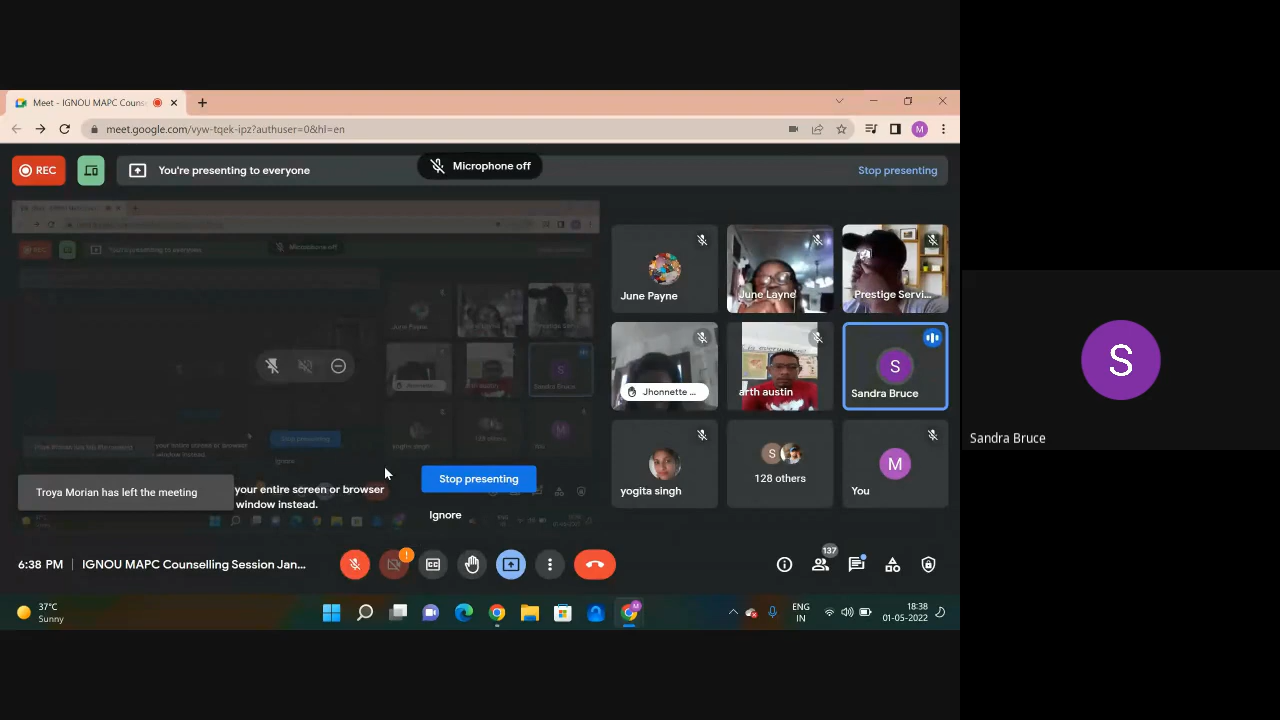 Meet - IGNOU MAPC Couns
meet.google.com/vyw-tqek-ipz?authuser=0&hl=en
M
REC
You're presenting to everyone
Microphone off
Stop presenting
June Payne
June Layne
Prestige Servi...
Jhonnette ...
arth austin
S
Sandra Bruce
yogita singh
S
128 others
M
You
Troya Morian has left the meeting
your entire screen or browser
window instead.
Stop presenting
Ignore
6:38 PM
IGNOU MAPC Counselling Session Jan...
137
37°C
Sunny
ENG
IN
18:38
01-05-2022
S
Sandra Bruce